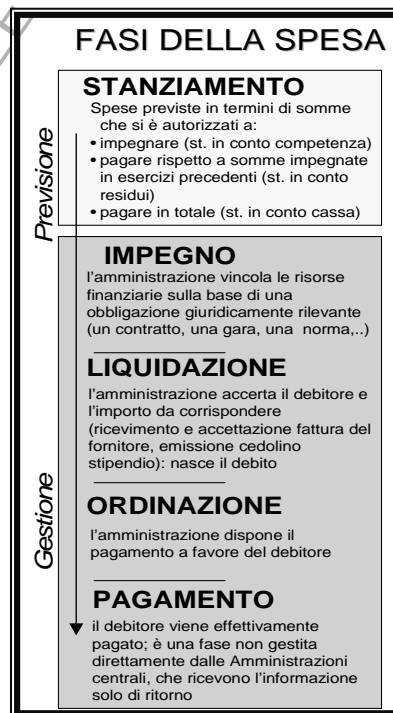 FASI DELLA SPESA
Previsione
STANZIAMENTO
Spese previste in termini di somme
che si è autorizzati a:
• impegnare (st. in conto competenza)
• pagare rispetto a somme impegnate
in esercizi precedenti (st. in conto
residui)
• pagare in totale (st. in conto cassa)
Gestione
IMPEGNO
l'amministrazione vincola le risorse
finanziarie sulla base di una
obbligazione giuridicamente rilevante
(un contratto, una gara, una norma,..)
LIQUIDAZIONE
l'amministrazione accerta il debitore e
l'importo da corrispondere
(ricevimento e accettazione fattura del
fornitore, emissione cedolino
stipendio): nasce il debito
ORDINAZIONE
l'amministrazione dispone il
pagamento a favore del debitore
PAGAMENTO
il debitore viene effettivamente
pagato; è una fase non gestita
direttamente dalle Amministrazioni
centrali, che ricevono l'informazione
solo di ritorno